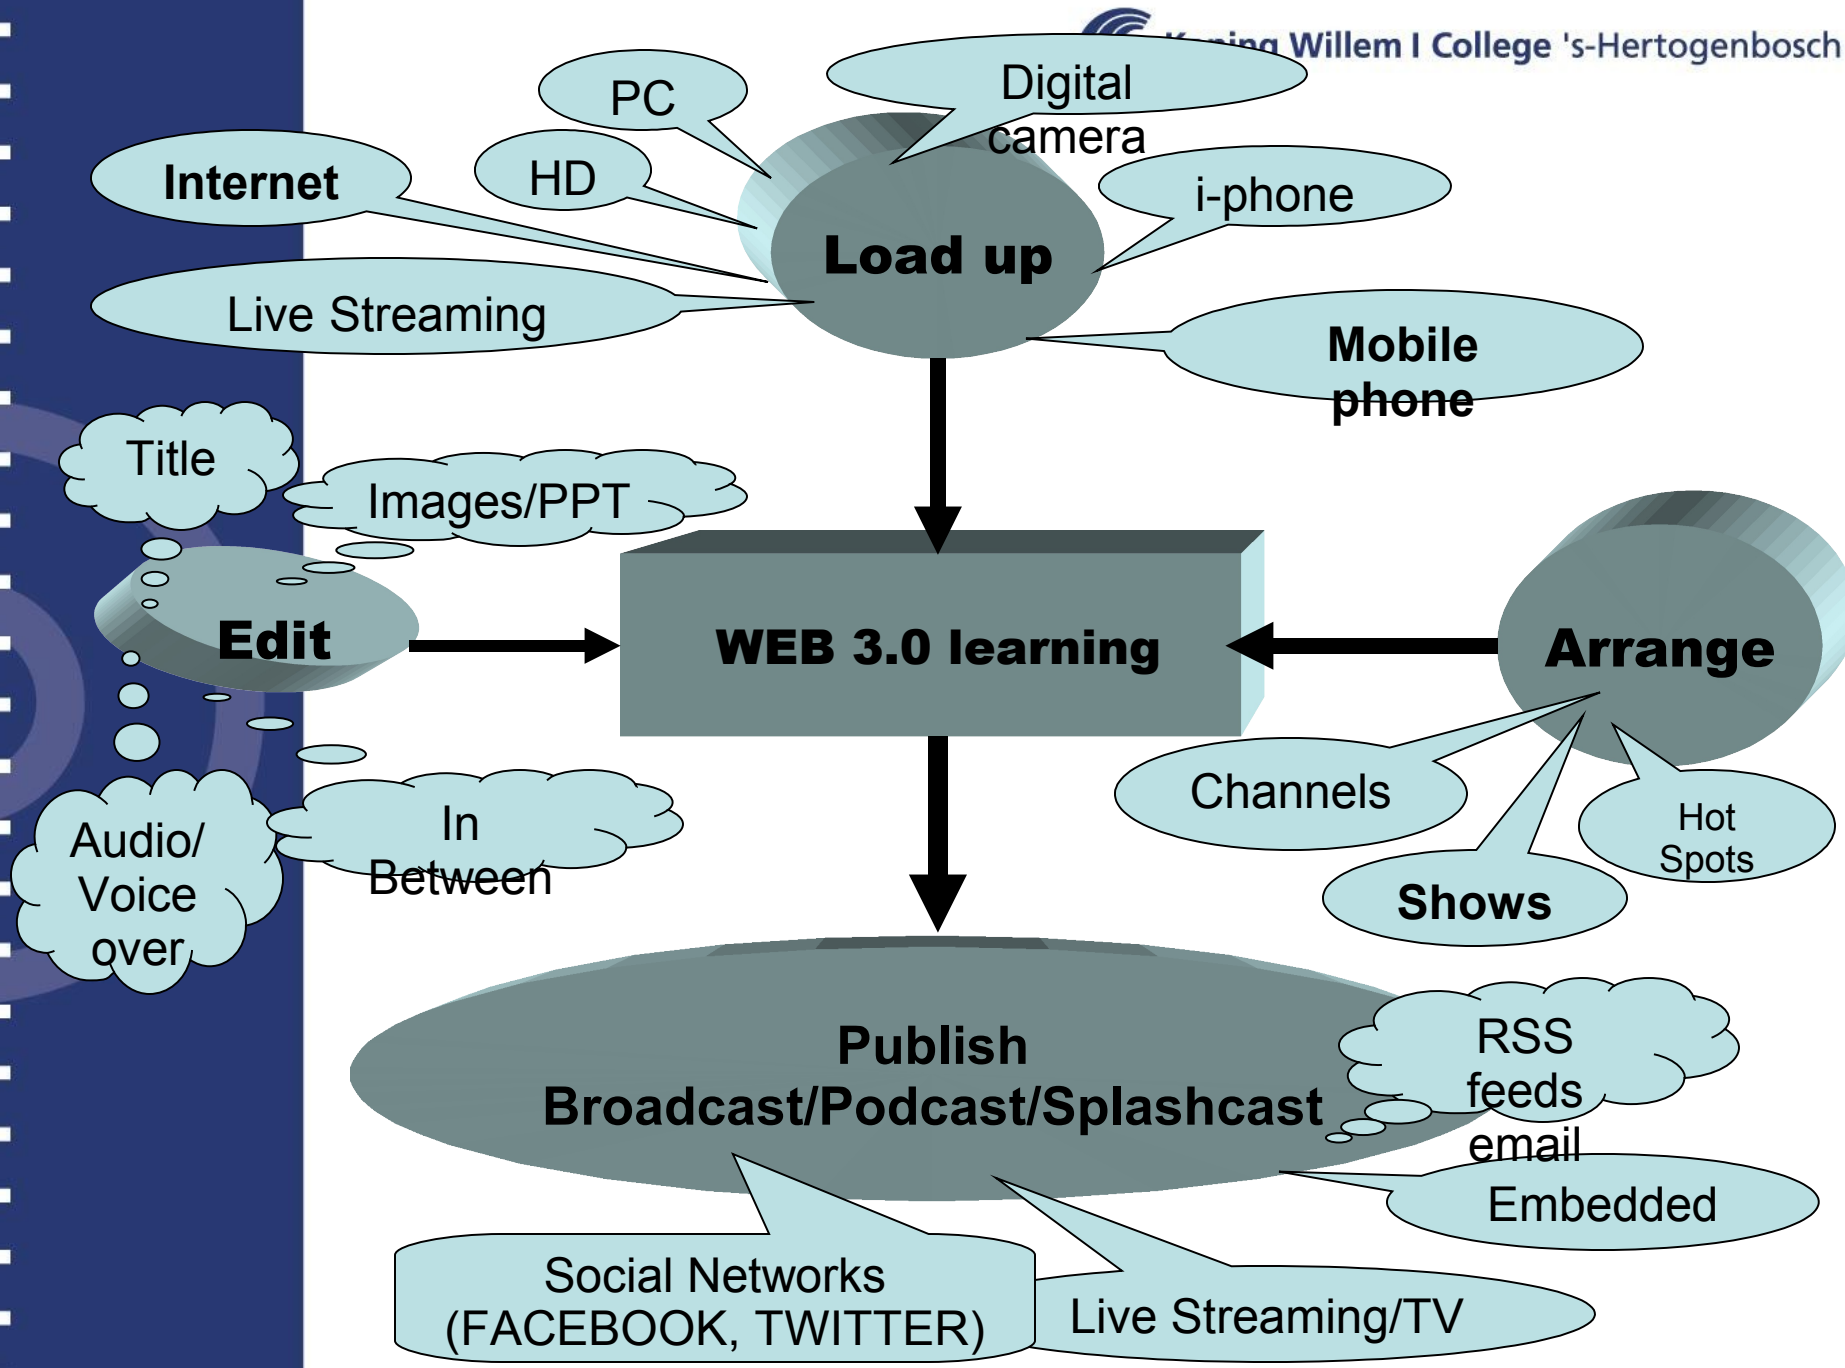 Koning Willem I College 's-Hertogenbosch
PC
Digital
camera
Internet
HD
i-phone
Load up
Live Streaming
Mobile
phone
Title
Images/PPT
Edit
WEB 3.0 learning
Arrange
Channels
Hot
Spots
Shows
Audio/
Voice
over
In
Between
Publish
Broadcast/Podcast/Splashcast
RSS
feeds
email
Embedded
Social Networks
(FACEBOOK, TWITTER)
Live Streaming/TV